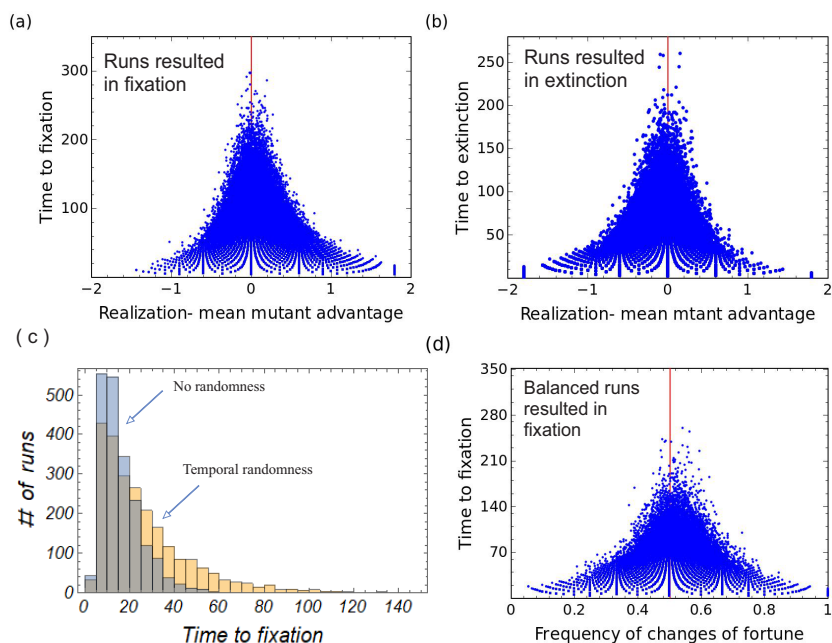 (a)
Runs resulted
in fixation
Time to fixation
300
200
100
−2
−1
0
1
2
Realization- mean mutant advantage
(b)
Runs resulted
in extinction
Time to extinction
250
200
150
100
50
−2
−1
0
1
2
Realization- mean mtant advantage
( c )
No randomness
Temporal randomness
# of runs
500
400
300
200
100
0
0
20
40
60
80
100
120
140
Time to fixation
(d)
Balanced runs
resulted in
fixation
Time to fixation
350
280
210
140
70
0
0.2
0.4
0.6
0.8
1
Frequency of changes of fortune